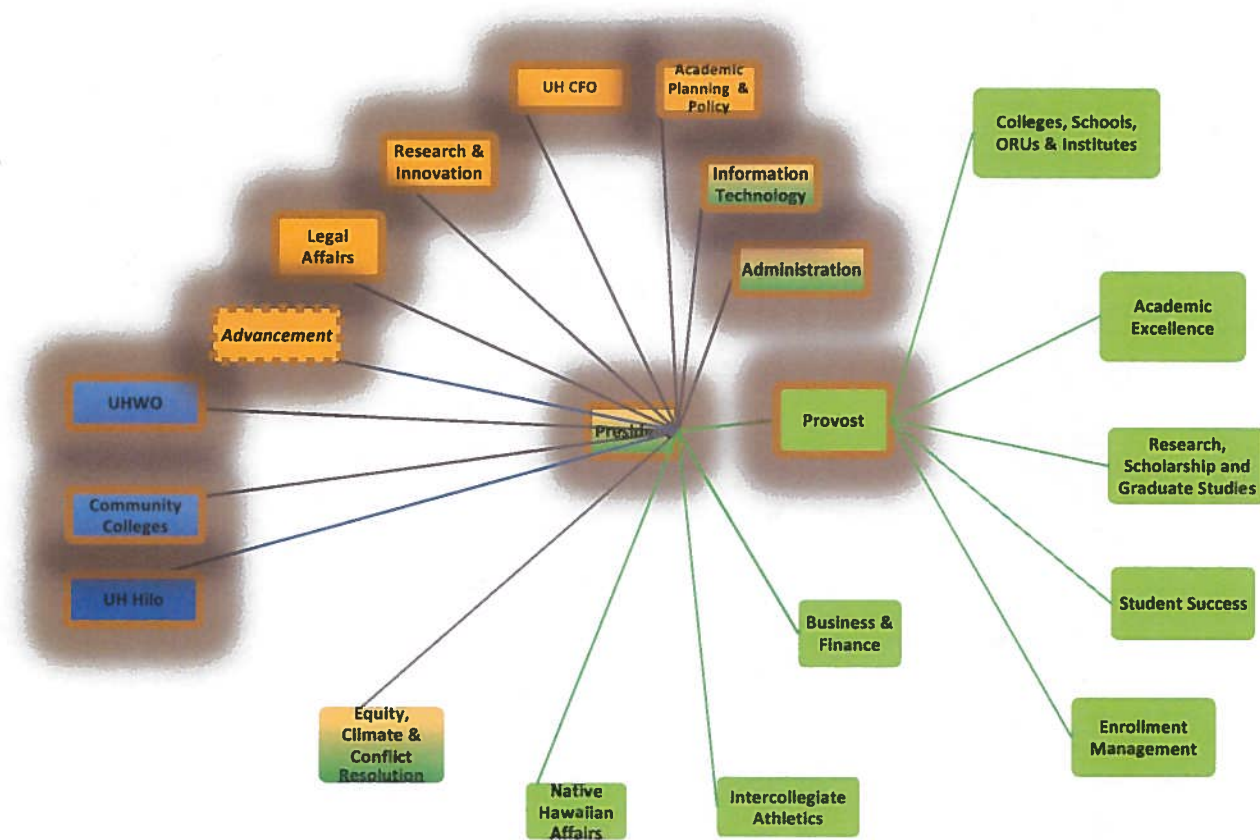 UH CFO
Academic
Planning &
Policy
Colleges, Schools,
ORUs & Institutes
Research &
Innovation
Information
Technology
Legal
Affairs
Administration
Advancement
Academic
Excellence
UHWO
Preside
Provost
Research,
Scholarship and
Graduate Studies
Community
Colleges
UH Hilo
Student Success
Business &
Finance
Equity,
Climate &
Conflict
Resolution
Enrollment
Management
Native
Hawaiian
Affairs
Intercollegiate
Athletics